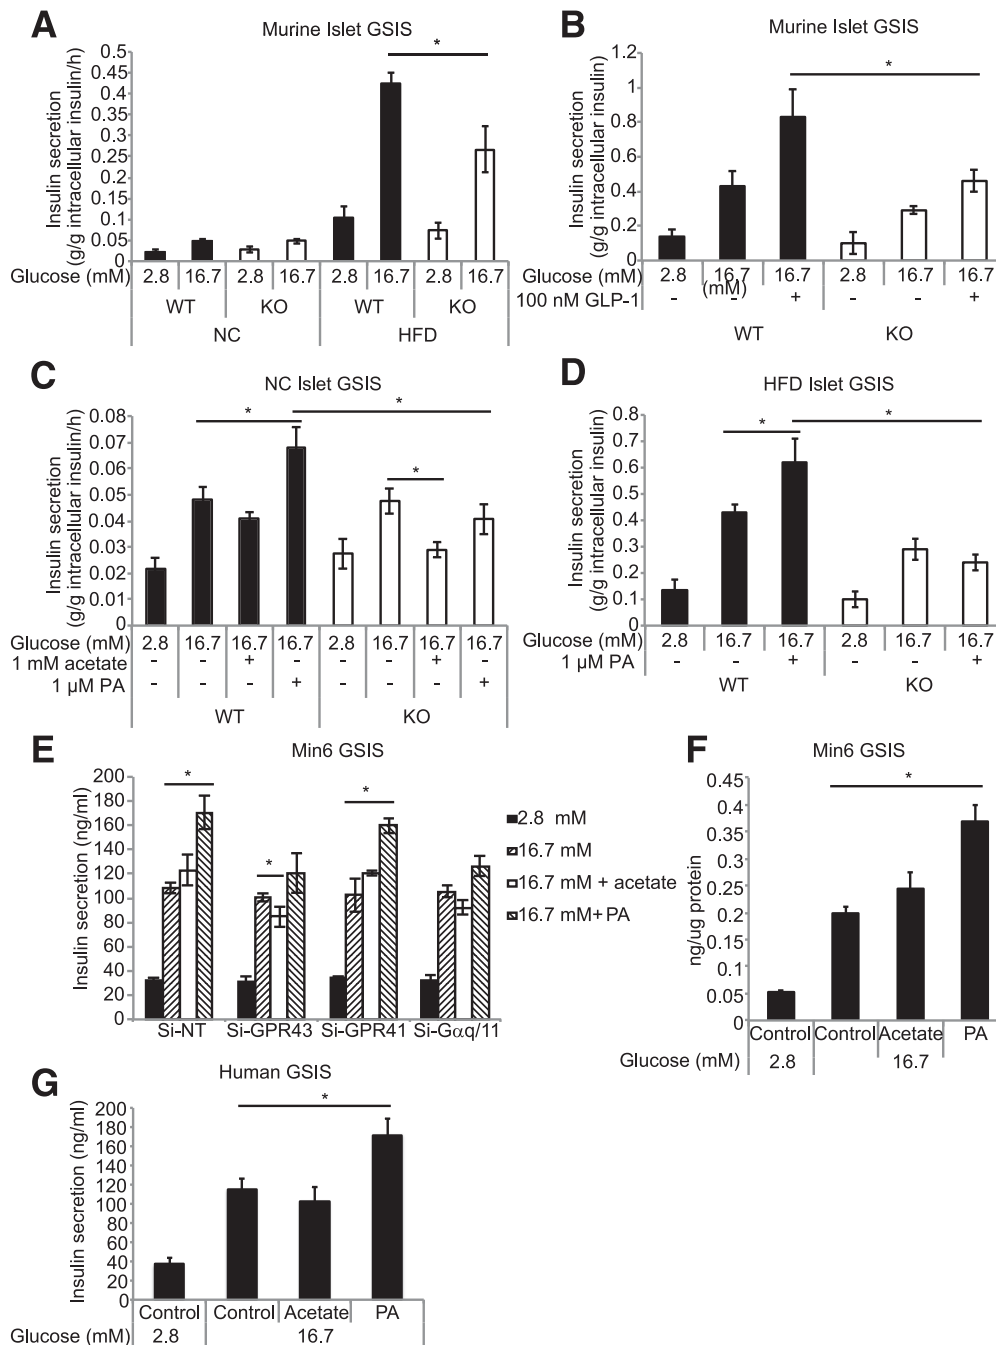 A
Murine Islet GSIS
Insulin secretion
(g/g intracellular insulin/h)
0.5
0.45
0.4
0.35
0.3
0.25
0.2
0.15
0.1
0.05
0
*
Glucose (mM) 2.8 16.7 2.8 16.7 2.8 16.7 2.8 16.7
WT KO WT KO
NC HFD
B
Murine Islet GSIS
Insulin secretion
(g/g intracellular insulin)
1.2
1
0.8
0.6
0.4
0.2
0
*
Glucose (mM) 2.8 16.7 16.7 2.8 16.7 16.7
(mM)
100 nM GLP-1 - - + - - +
WT KO
C
NC Islet GSIS
Insulin secretion
(g/g intracellular insulin/h)
0.08
0.07
0.06
0.05
0.04
0.03
0.02
0.01
0
* * *
Glucose (mM) 2.8 16.7 16.7 16.7 2.8 16.7 16.7 16.7
1 mM acetate - - + - - - + -
1 µM PA - - - + - - - +
WT KO
D
HFD Islet GSIS
Insulin secretion
(g/g intracellular insulin)
0.8
0.7
0.6
0.5
0.4
0.3
0.2
0.1
0
* *
Glucose (mM) 2.8 16.7 16.7 2.8 16.7 16.7
1 µM PA - - + - - +
WT KO
E
Min6 GSIS
Insulin secretion (ng/ml)
200
180
160
140
120
100
80
60
40
20
0
* * *
Si-NT Si-GPR43 Si-GPR41 Si-Gαq/11
2.8 mM
16.7 mM
16.7 mM + acetate
16.7 mM+PA
F
Min6 GSIS
ng/ug protein
0.45
0.4
0.35
0.3
0.25
0.2
0.15
0.1
0.05
0
*
Control Control Acetate PA
Glucose (mM) 2.8 16.7
G
Human GSIS
Insulin secretion (ng/ml)
200
180
160
140
120
100
80
60
40
20
0
*
Control Control Acetate PA
Glucose (mM) 2.8 16.7